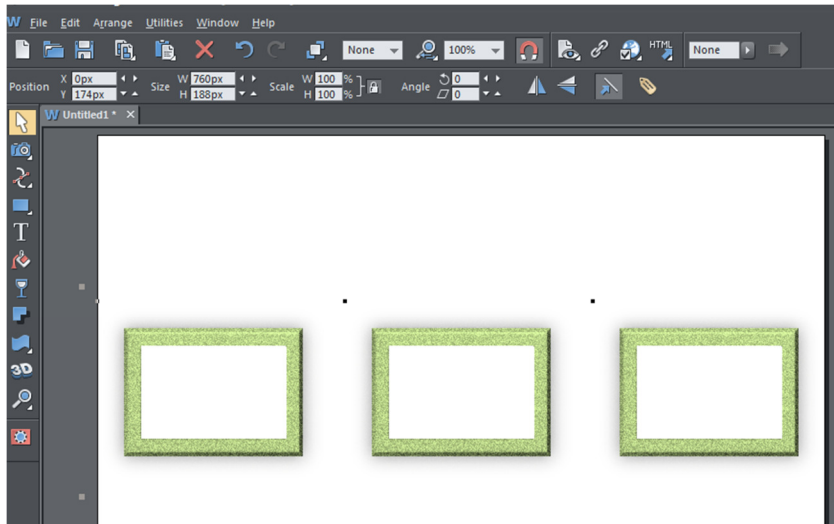 W File Edit Arrange Utilities Window Help
None 100% HTML None
Position X 0px Size W 760px Scale W 100 % Angle 0
Y 174px H 188px H 100 % 0
W Untitled1 * X
T
3D